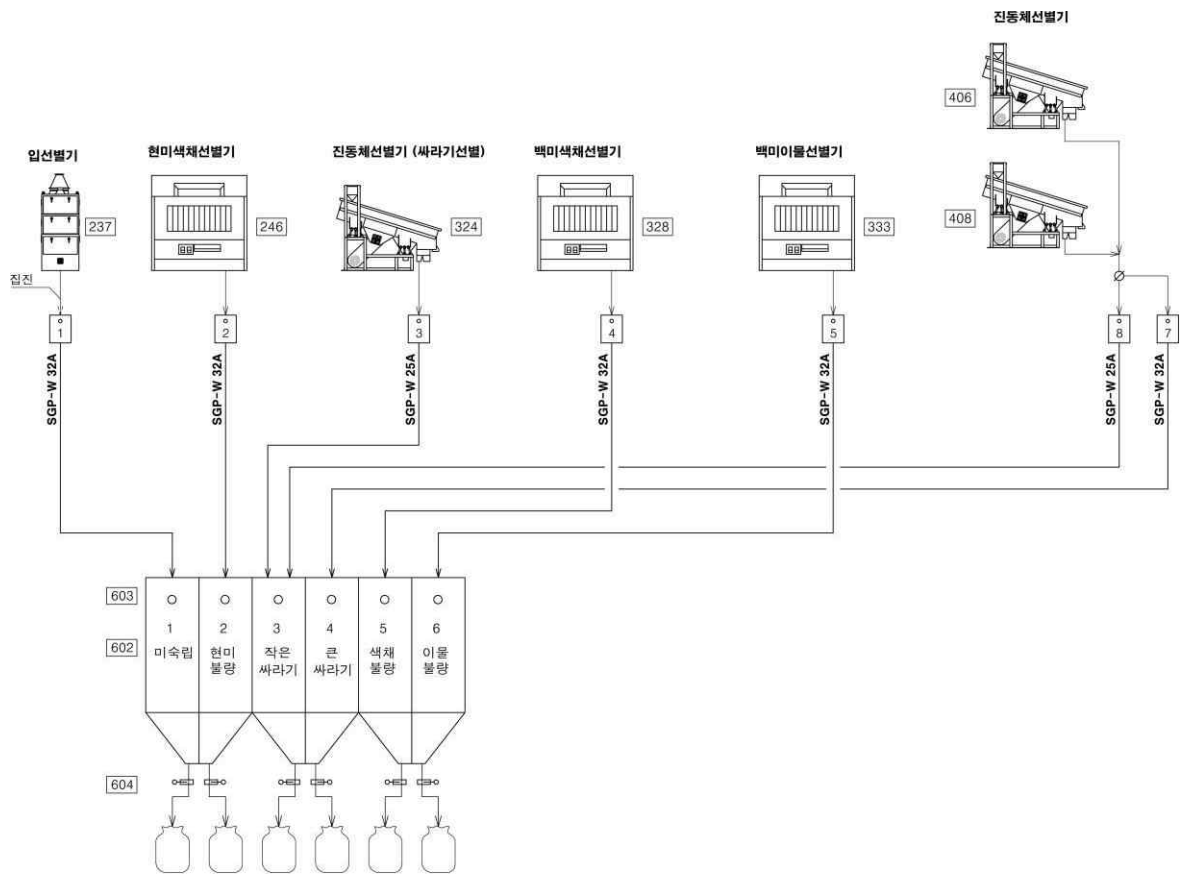 진동체선별기
406
입선별기
현미색채선별기
진동체선별기 (싸라기선별)
백미색채선별기
백미이물선별기
408
237
246
324
328
333
집진
1
2
3
4
5
8
7
SGP-W 32A
SGP-W 32A
SGP-W 25A
SGP-W 32A
SGP-W 32A
SGP-W 25A
SGP-W 32A
603
602
1
미숙립
2
현미
불량
3
작은
싸라기
4
큰
싸라기
5
색채
불량
6
이물
불량
604